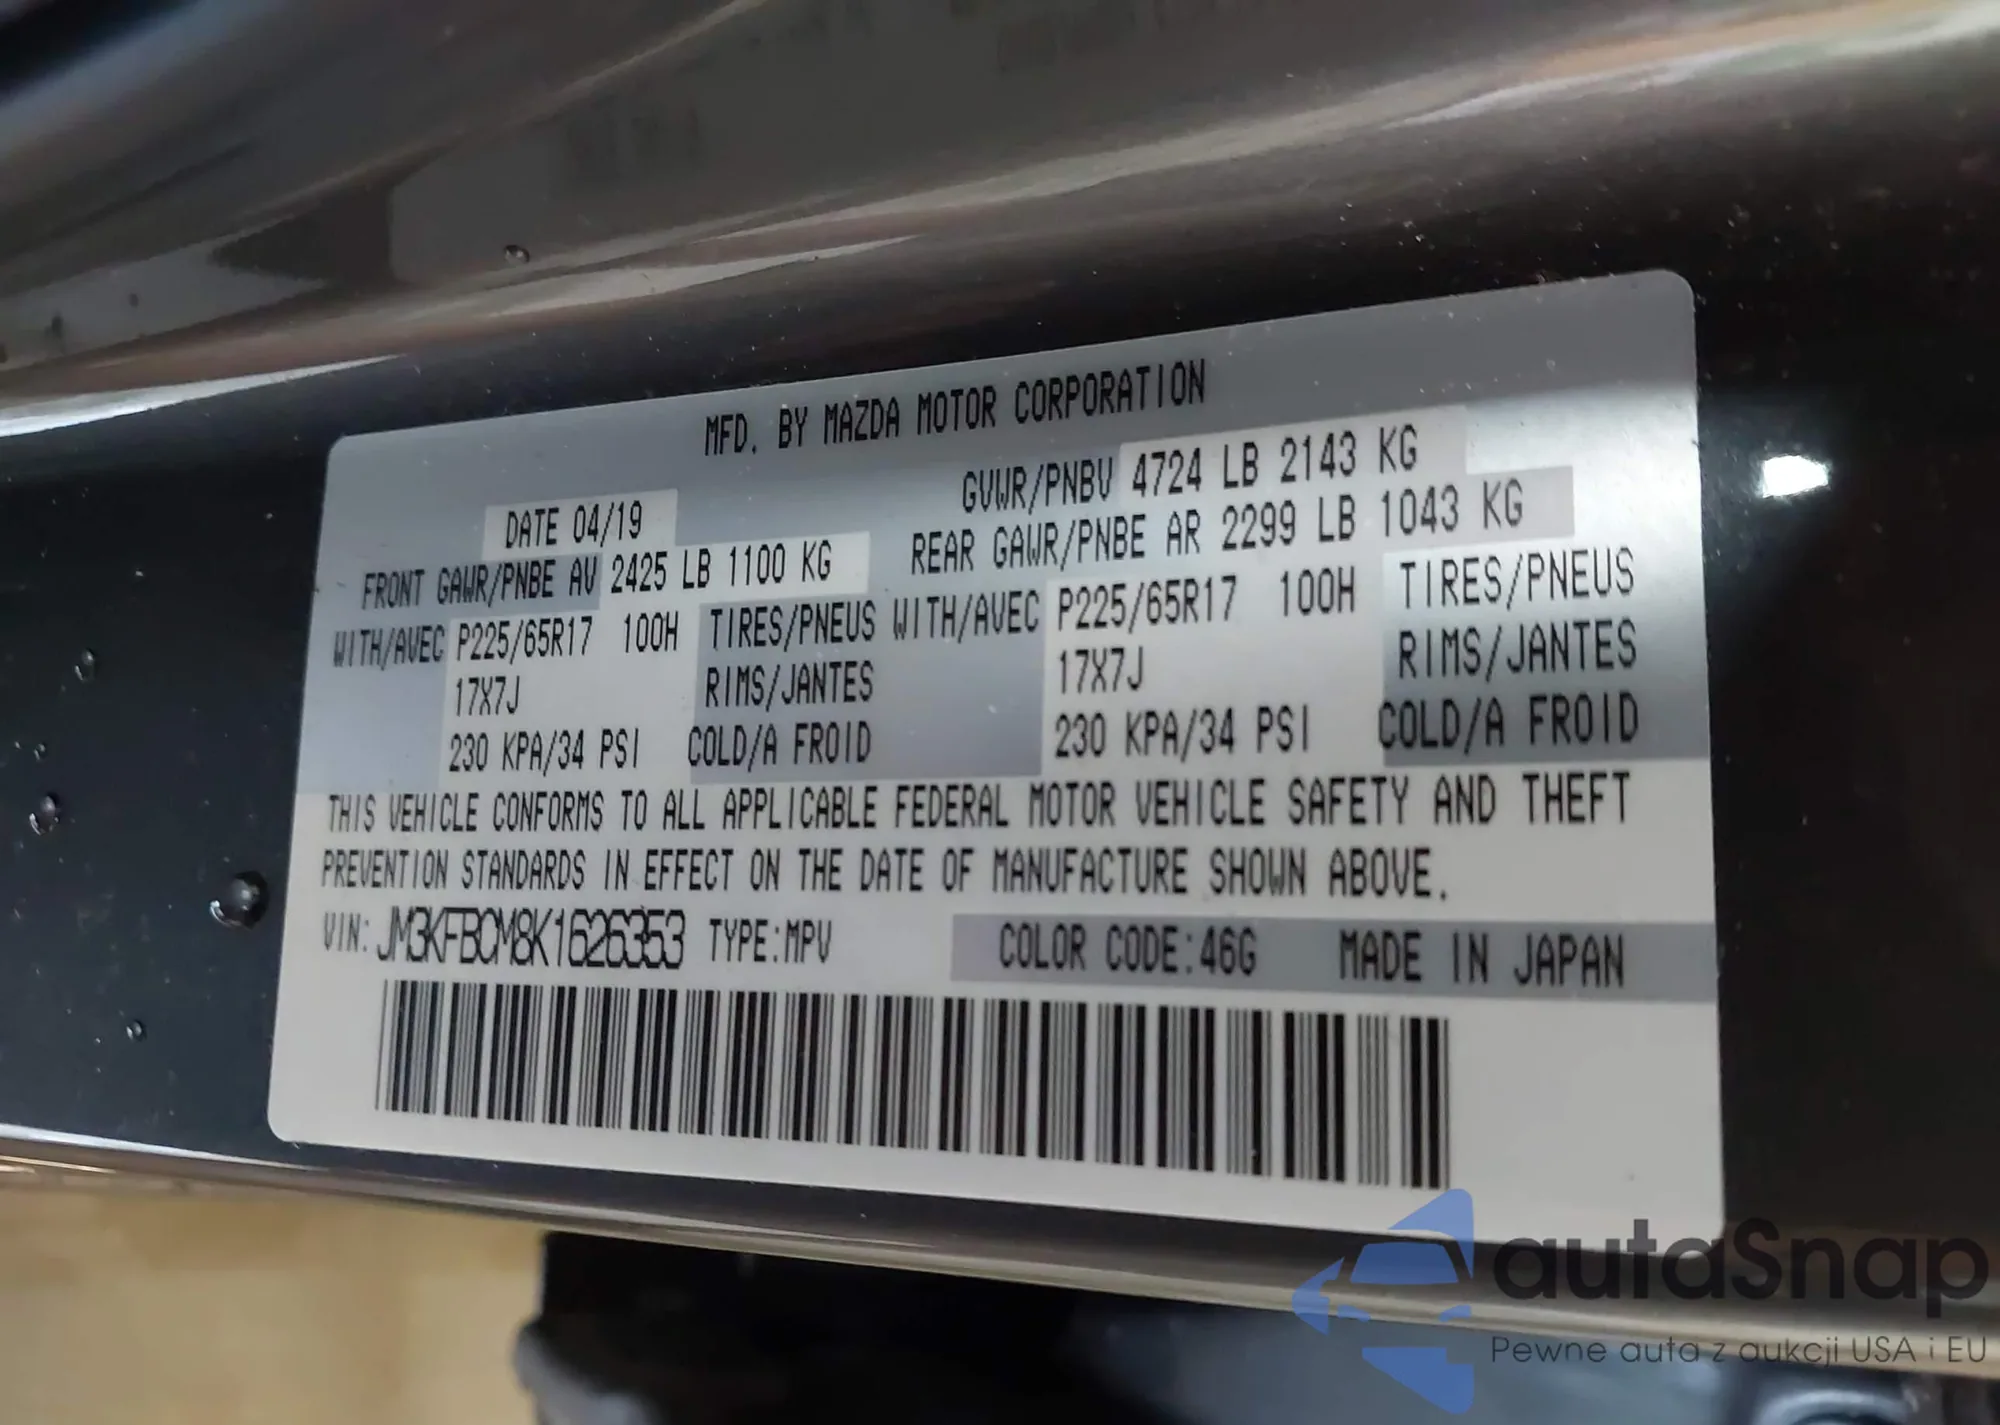 MFD. BY MAZDA MOTOR CORPORATION
DATE 04/19 GVWR/PNBV 4724 LB 2143 KG
FRONT GAWR/PNBE AV 2425 LB 1100 KG REAR GAWR/PNBE AR 2299 LB 1043 KG
WITH/AVEC P225/65R17 100H TIRES/PNEUS WITH/AVEC P225/65R17 100H TIRES/PNEUS
17X7J RIMS/JANTES 17X7J RIMS/JANTES
230 KPA/34 PSI COLD/A FROID 230 KPA/34 PSI COLD/A FROID
THIS VEHICLE CONFORMS TO ALL APPLICABLE FEDERAL MOTOR VEHICLE SAFETY AND THEFT
PREVENTION STANDARDS IN EFFECT ON THE DATE OF MANUFACTURE SHOWN ABOVE.
VIN: JM3KFBCM8K1626353 TYPE:MPV COLOR CODE:46G MADE IN JAPAN
autaSnap
Pewne auta z aukcji USA i EU